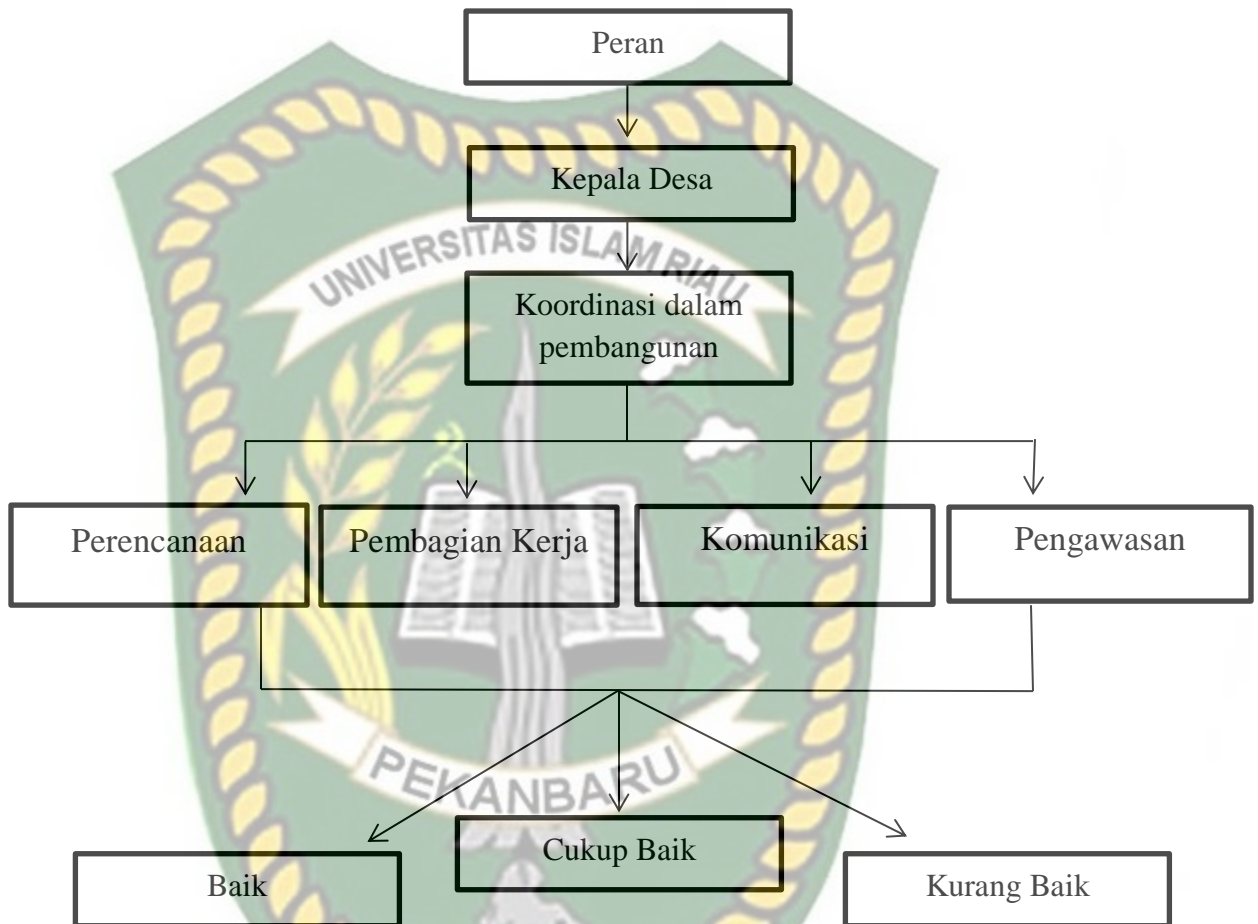 Peran
Kepala Desa
UNIVERSITAS ISLAM RIAU
Koordinasi dalam
pembangunan
Perencanaan
Pembagian Kerja
Komunikasi
Pengawasan
PEKANBARU
Baik
Cukup Baik
Kurang Baik